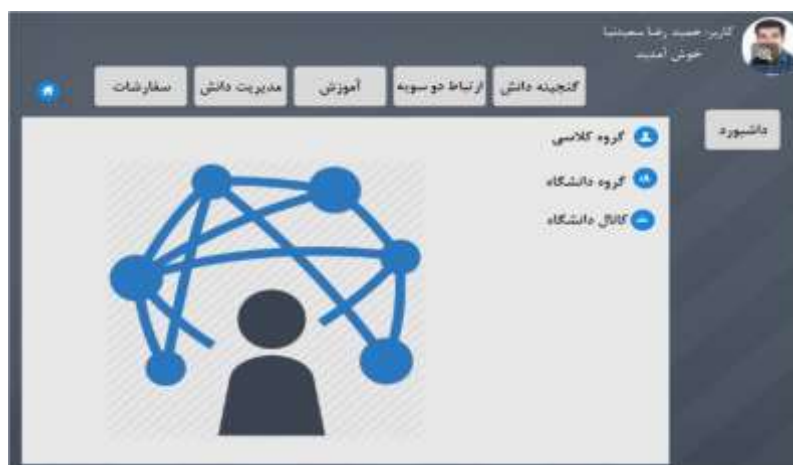 کاربر: حمید رضا سعیدنیا
خوش آمدید
گنجینه دانش
ارتباط دو سویه
آموزش
مدیریت دانش
سفارشات
داشبورد
گروه کلاسی
گروه دانشگاه
کانال دانشگاه